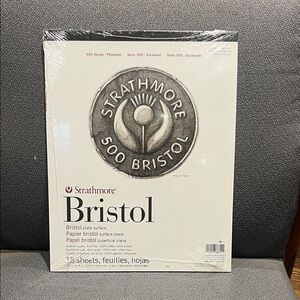 500 Series · Premium   Série 500 · Excellent   Serie 500 · Excelente
STRATHMORE
500 BRISTOL
Strathmore®
Bristol
Bristol plate surface
Papier bristol surface plane
Papel bristol superficie plana
15 sheets, feuilles, hojas